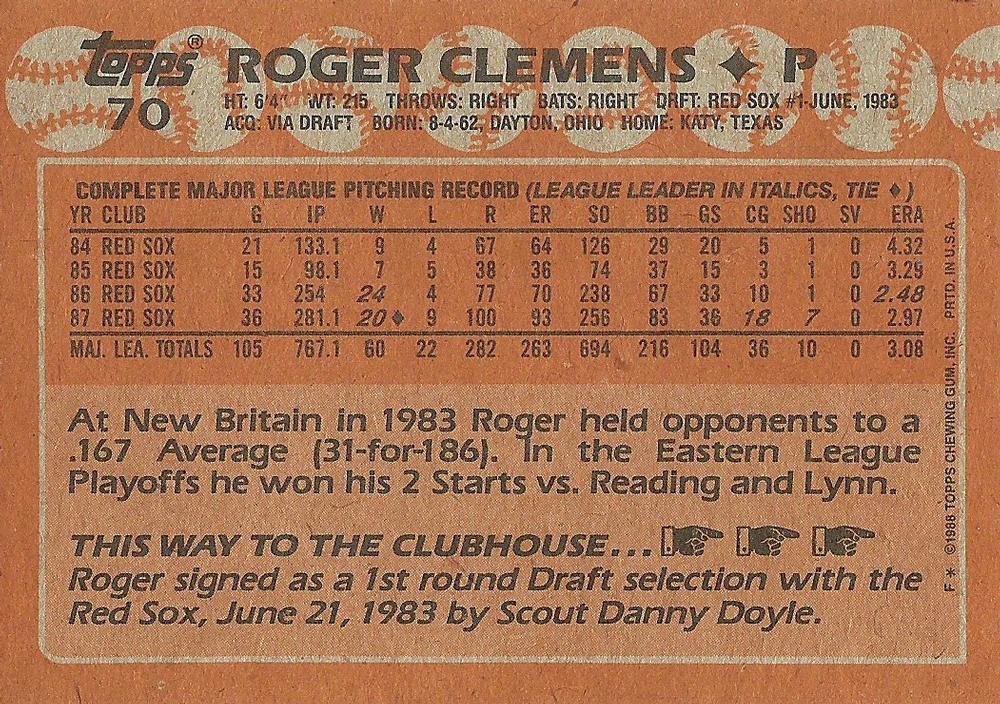 topps® ROGER CLEMENS ♦ P
70 HT: 6'4" WT: 215 THROWS: RIGHT BATS: RIGHT DRFT: RED SOX #1-JUNE, 1983
ACQ: VIA DRAFT BORN: 8-4-62, DAYTON, OHIO HOME: KATY, TEXAS
COMPLETE MAJOR LEAGUE PITCHING RECORD (LEAGUE LEADER IN ITALICS, TIE ♦)
YR CLUB G IP W L R ER SO BB GS CG SHO SV ERA
84 RED SOX 21 133.1 9 4 67 64 126 29 20 5 1 0 4.32
85 RED SOX 15 98.1 7 5 38 36 74 37 15 3 1 0 3.29
86 RED SOX 33 254 24 4 77 70 238 67 33 10 1 0 2.48
87 RED SOX 36 281.1 20♦ 9 100 93 256 83 36 18 7 0 2.97
MAJ. LEA. TOTALS 105 767.1 60 22 282 263 694 216 104 36 10 0 3.08
At New Britain in 1983 Roger held opponents to a
.167 Average (31-for-186). In the Eastern League
Playoffs he won his 2 Starts vs. Reading and Lynn.
THIS WAY TO THE CLUBHOUSE...
Roger signed as a 1st round Draft selection with the
Red Sox, June 21, 1983 by Scout Danny Doyle.
F * ©1988 TOPPS CHEWING GUM, INC. PRTD. IN U.S.A.